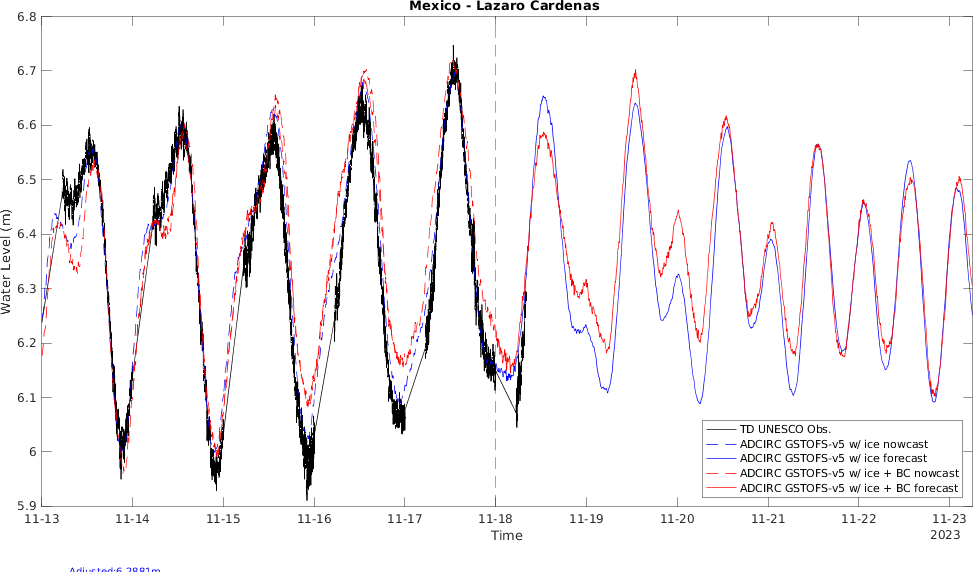 Mexico - Lazaro Cardenas
6.8
6.7
6.6
6.5
6.4
6.3
6.2
6.1
6
5.9
Water Level (m)
11-13
11-14
11-15
11-16
11-17
11-18
11-19
11-20
11-21
11-22
11-23
Time
2023
TD UNESCO Obs.
ADCIRC GSTOFS-v5 w/ ice nowcast
ADCIRC GSTOFS-v5 w/ ice forecast
ADCIRC GSTOFS-v5 w/ ice + BC nowcast
ADCIRC GSTOFS-v5 w/ ice + BC forecast
Adjusted:6.2881m